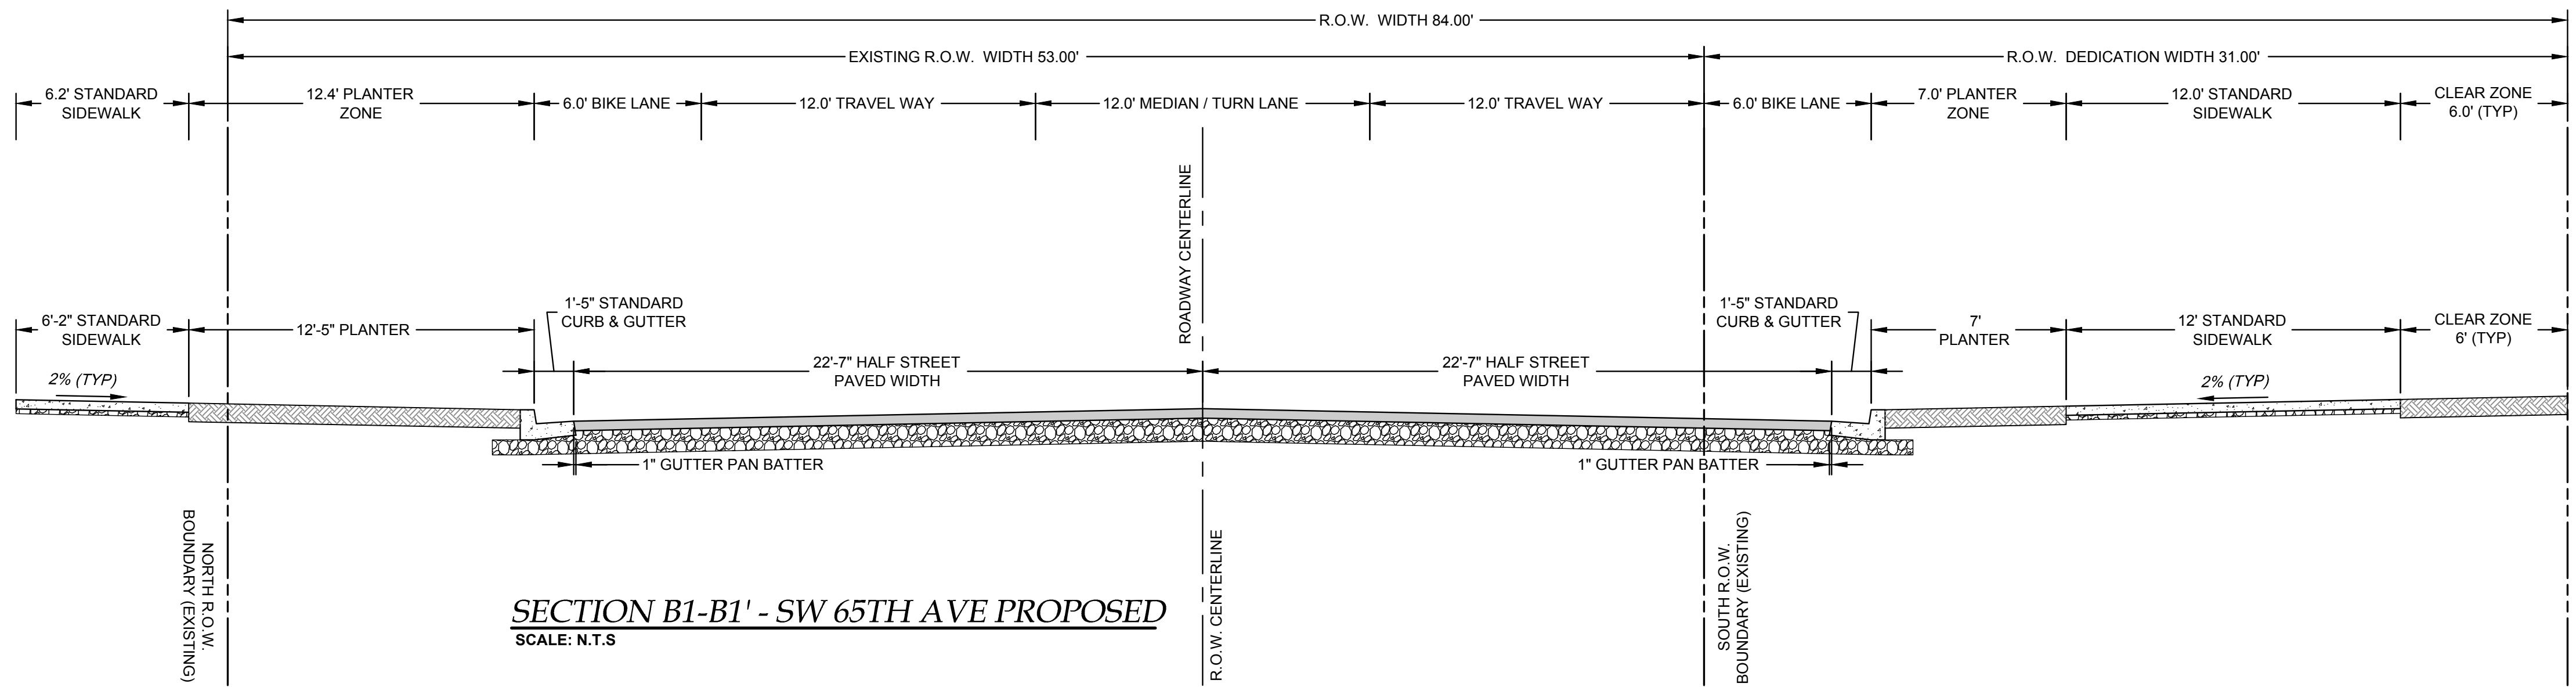 R.O.W. WIDTH 84.00'
EXISTING R.O.W. WIDTH 53.00'
R.O.W. DEDICATION WIDTH 31.00'
6.2' STANDARD
SIDEWALK
12.4' PLANTER
ZONE
6.0' BIKE LANE
12.0' TRAVEL WAY
12.0' MEDIAN / TURN LANE
12.0' TRAVEL WAY
6.0' BIKE LANE
7.0' PLANTER
ZONE
12.0' STANDARD
SIDEWALK
CLEAR ZONE
6.0' (TYP)
ROADWAY CENTERLINE
6'-2" STANDARD
SIDEWALK
12'-5" PLANTER
1'-5" STANDARD
CURB & GUTTER
22'-7" HALF STREET
PAVED WIDTH
22'-7" HALF STREET
PAVED WIDTH
1'-5" STANDARD
CURB & GUTTER
7'
PLANTER
12' STANDARD
SIDEWALK
CLEAR ZONE
6' (TYP)
2% (TYP)
2% (TYP)
1" GUTTER PAN BATTER
1" GUTTER PAN BATTER
NORTH R.O.W.
BOUNDARY (EXISTING)
R.O.W. CENTERLINE
SOUTH R.O.W.
BOUNDARY (EXISTING)
SECTION B1-B1' - SW 65TH AVE PROPOSED
SCALE: N.T.S